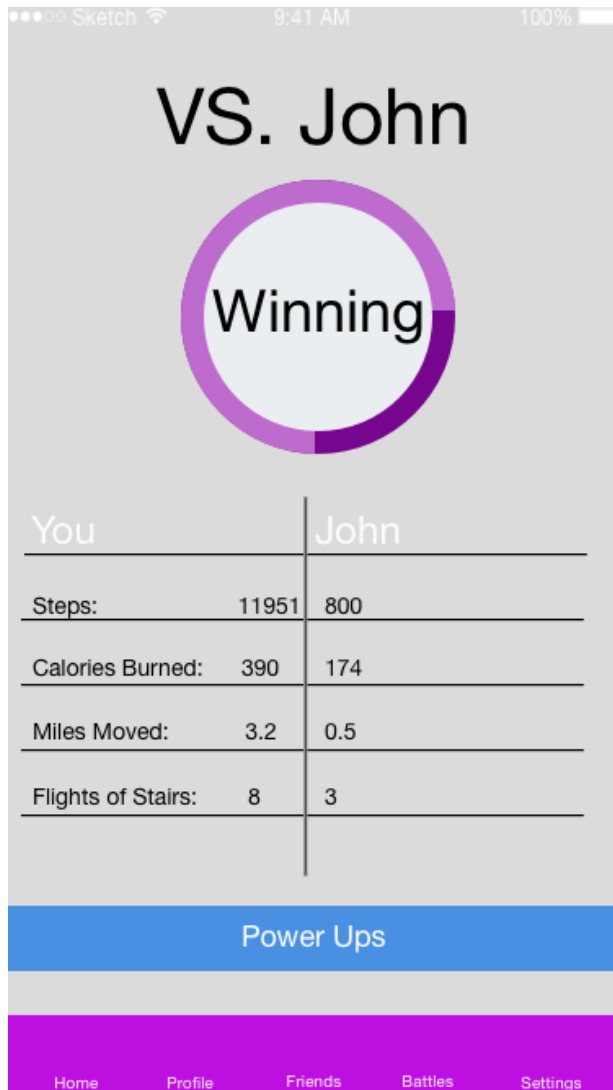 Sketch 9:41 AM 100%
VS. John
Winning
You John
Steps: 11951 800
Calories Burned: 390 174
Miles Moved: 3.2 0.5
Flights of Stairs: 8 3
Power Ups
Home Profile Friends Battles Settings